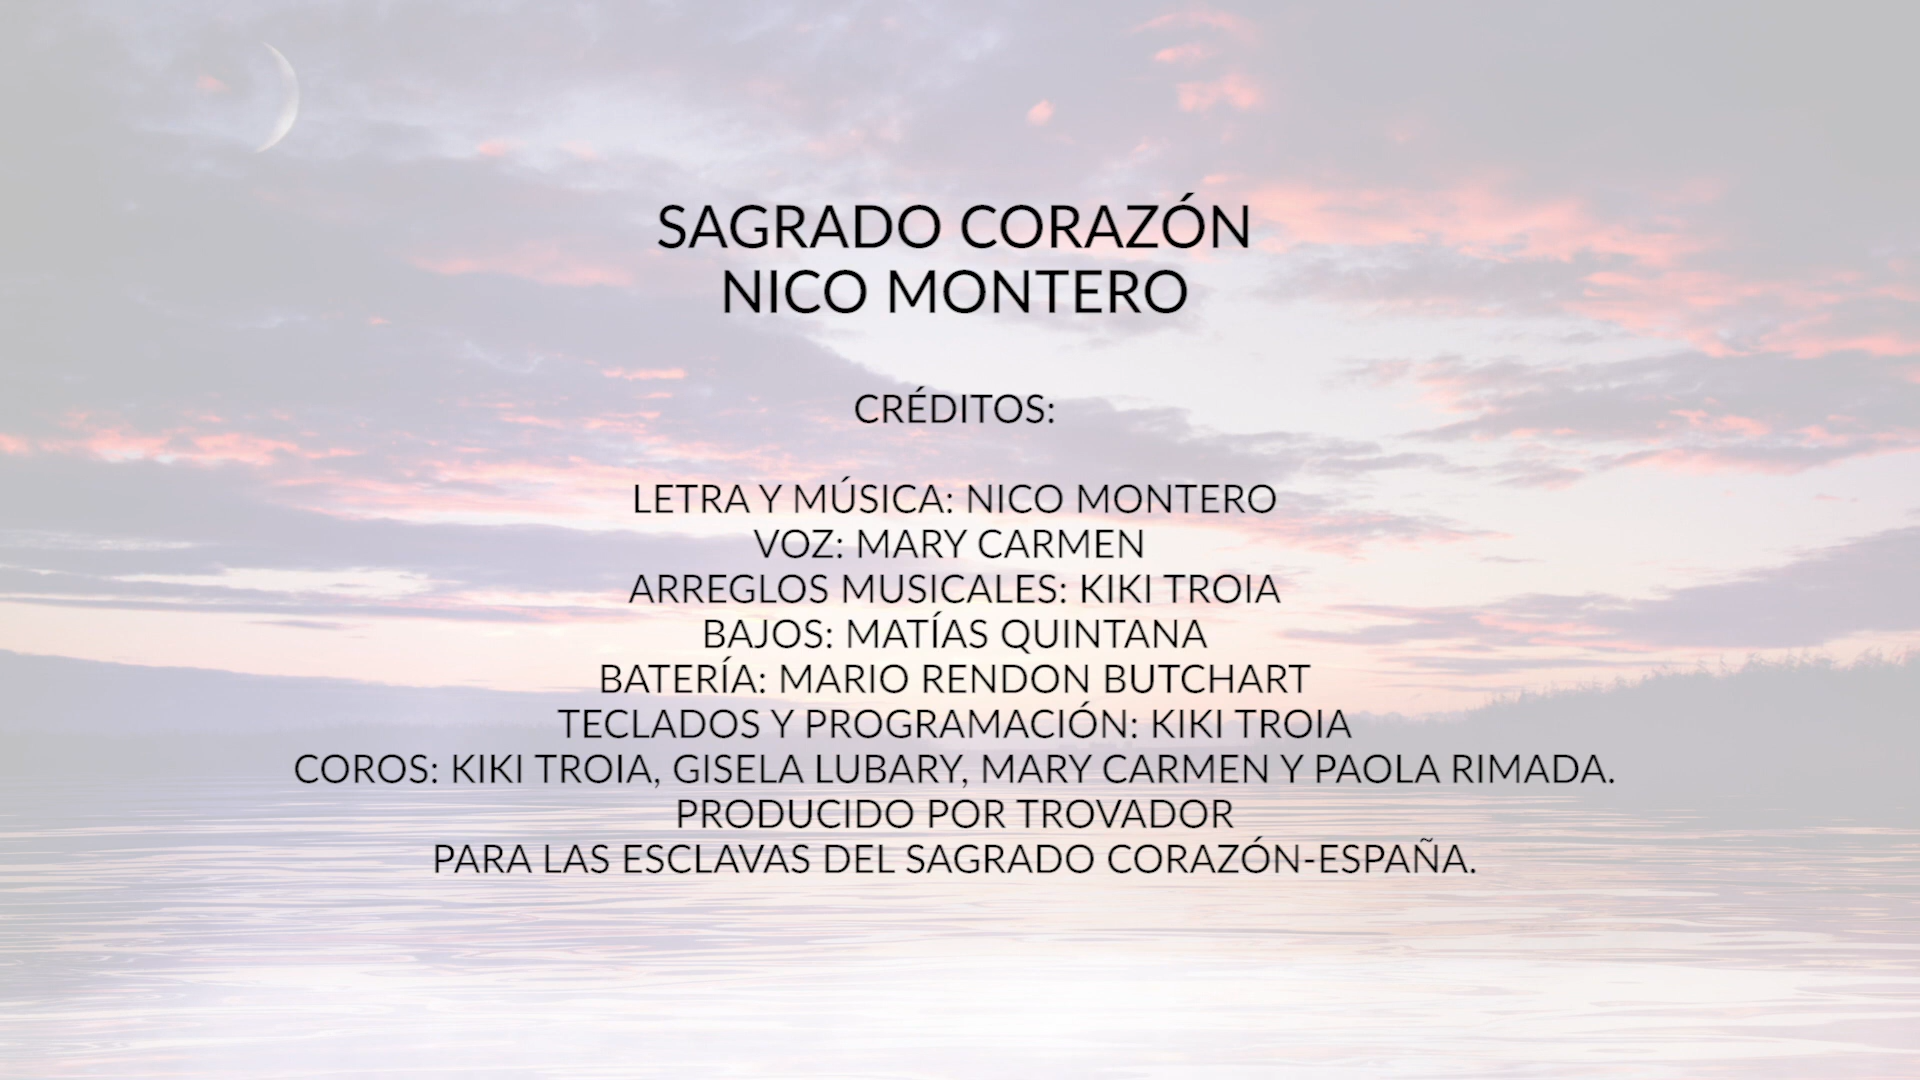 SAGRADO CORAZÓN
NICO MONTERO
CRÉDITOS:
LETRA Y MÚSICA: NICO MONTERO
VOZ: MARY CARMEN
ARREGLOS MUSICALES: KIKI TROIA
BAJOS: MATÍAS QUINTANA
BATERÍA: MARIO RENDON BUTCHART
TECLADOS Y PROGRAMACIÓN: KIKI TROIA
COROS: KIKI TROIA, GISELA LUBARY, MARY CARMEN Y PAOLA RIMADA.
PRODUCIDO POR TROVADOR
PARA LAS ESCLAVAS DEL SAGRADO CORAZÓN-ESPAÑA.